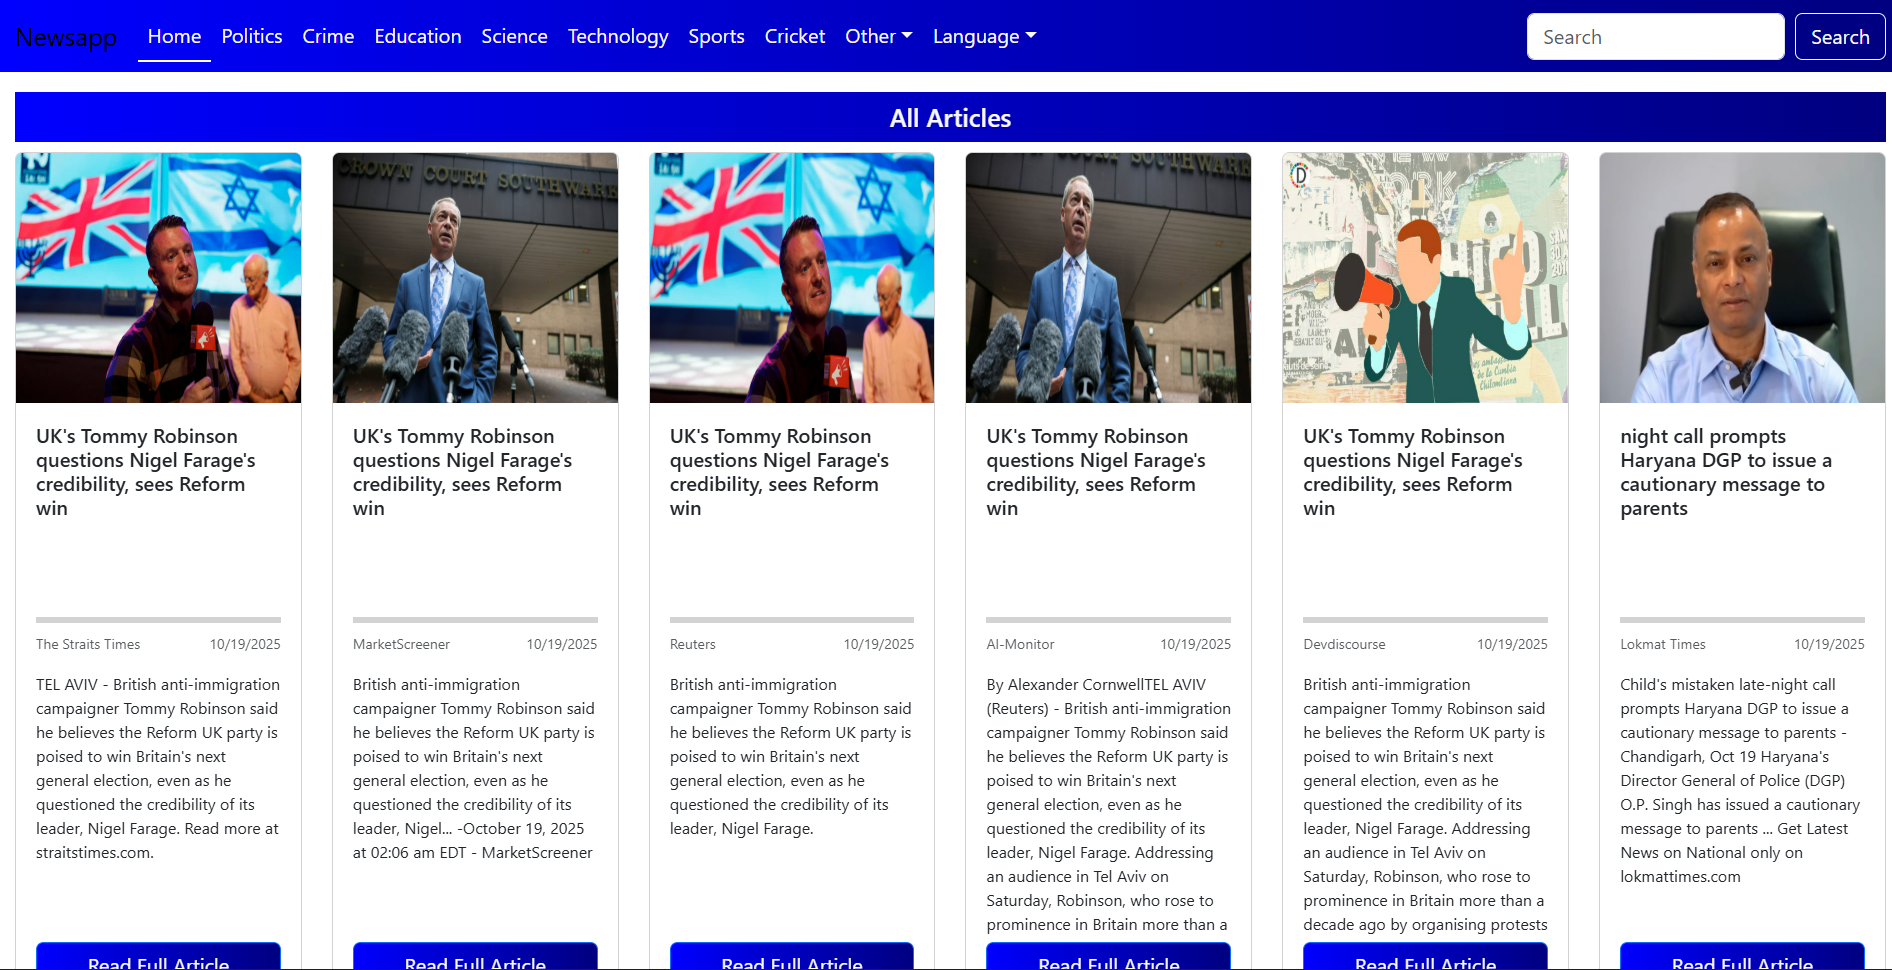 Newsapp Home Politics Crime Education Science Technology Sports Cricket Other Language Search Search
All Articles
CROWN COURT SOUTHWARK
D
UK's Tommy Robinson
questions Nigel Farage's
credibility, sees Reform
win
The Straits Times 10/19/2025
TEL AVIV - British anti-immigration
campaigner Tommy Robinson said
he believes the Reform UK party is
poised to win Britain's next
general election, even as he
questioned the credibility of its
leader, Nigel Farage. Read more at
straitstimes.com.
Read Full Article
UK's Tommy Robinson
questions Nigel Farage's
credibility, sees Reform
win
MarketScreener 10/19/2025
British anti-immigration
campaigner Tommy Robinson said
he believes the Reform UK party is
poised to win Britain's next
general election, even as he
questioned the credibility of its
leader, Nigel... -October 19, 2025
at 02:06 am EDT - MarketScreener
Read Full Article
UK's Tommy Robinson
questions Nigel Farage's
credibility, sees Reform
win
Reuters 10/19/2025
British anti-immigration
campaigner Tommy Robinson said
he believes the Reform UK party is
poised to win Britain's next
general election, even as he
questioned the credibility of its
leader, Nigel Farage.
Read Full Article
UK's Tommy Robinson
questions Nigel Farage's
credibility, sees Reform
win
Al-Monitor 10/19/2025
By Alexander CornwellTEL AVIV
(Reuters) - British anti-immigration
campaigner Tommy Robinson said
he believes the Reform UK party is
poised to win Britain's next
general election, even as he
questioned the credibility of its
leader, Nigel Farage. Addressing
an audience in Tel Aviv on
Saturday, Robinson, who rose to
prominence in Britain more than a
Read Full Article
UK's Tommy Robinson
questions Nigel Farage's
credibility, sees Reform
win
Devdiscourse 10/19/2025
British anti-immigration
campaigner Tommy Robinson said
he believes the Reform UK party is
poised to win Britain's next
general election, even as he
questioned the credibility of its
leader, Nigel Farage. Addressing
an audience in Tel Aviv on
Saturday, Robinson, who rose to
prominence in Britain more than a
decade ago by organising protests
Read Full Article
night call prompts
Haryana DGP to issue a
cautionary message to
parents
Lokmat Times 10/19/2025
Child's mistaken late-night call
prompts Haryana DGP to issue a
cautionary message to parents -
Chandigarh, Oct 19 Haryana's
Director General of Police (DGP)
O.P. Singh has issued a cautionary
message to parents ... Get Latest
News on National only on
lokmattimes.com
Read Full Article